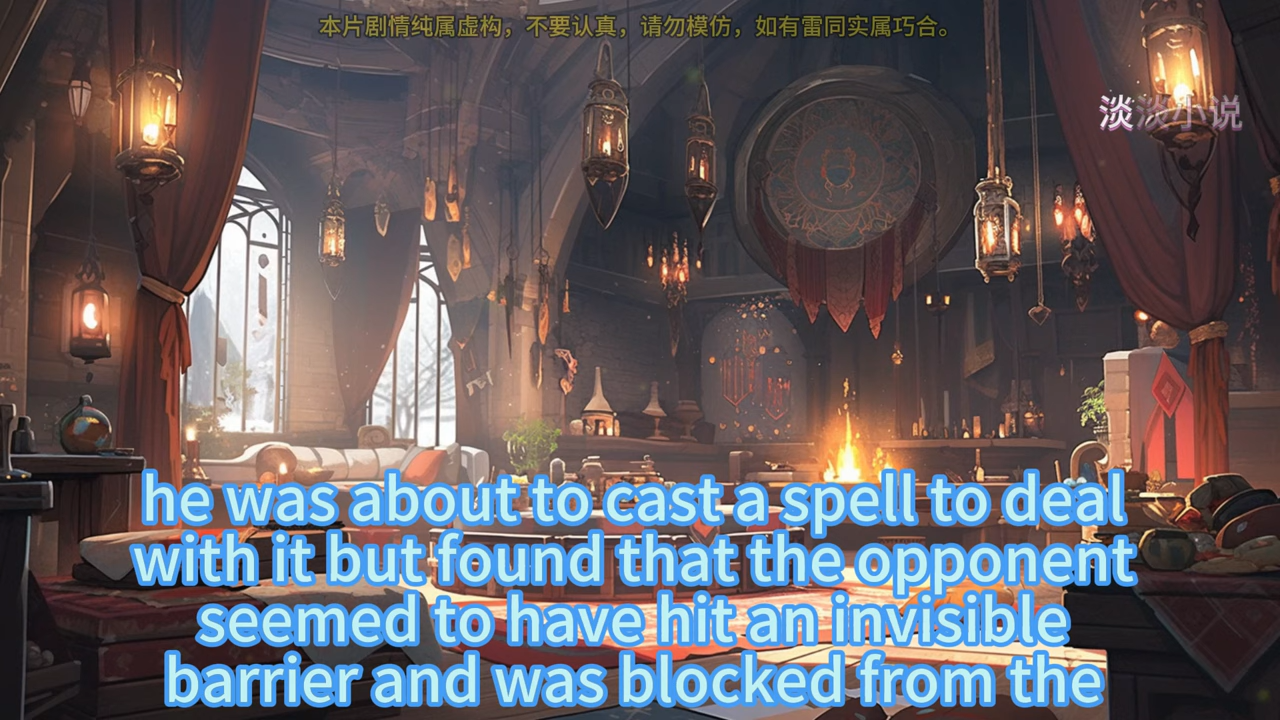 本片剧情纯属虚构，不要认真，请勿模仿，如有雷同实属巧合。
淡淡小说
he was about to cast a spell to deal
with it but found that the opponent
seemed to have hit an invisible
barrier and was blocked from the